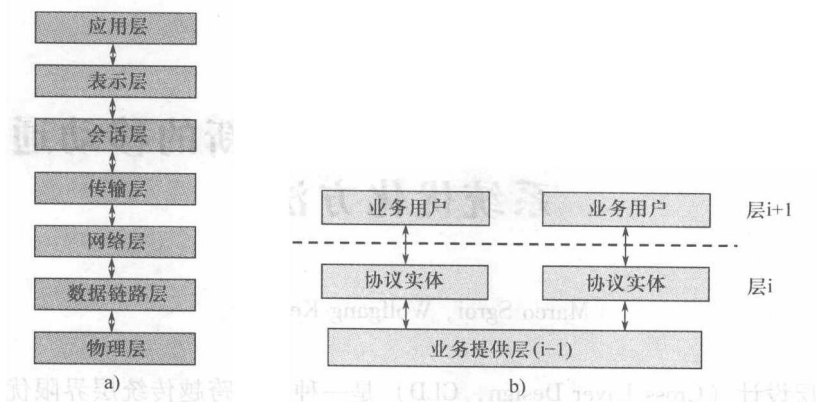 应用层
表示层
会话层
传输层
网络层
数据链路层
物理层
a)
业务用户 业务用户 层i+1
协议实体 协议实体 层i
业务提供层(i-1)
b)